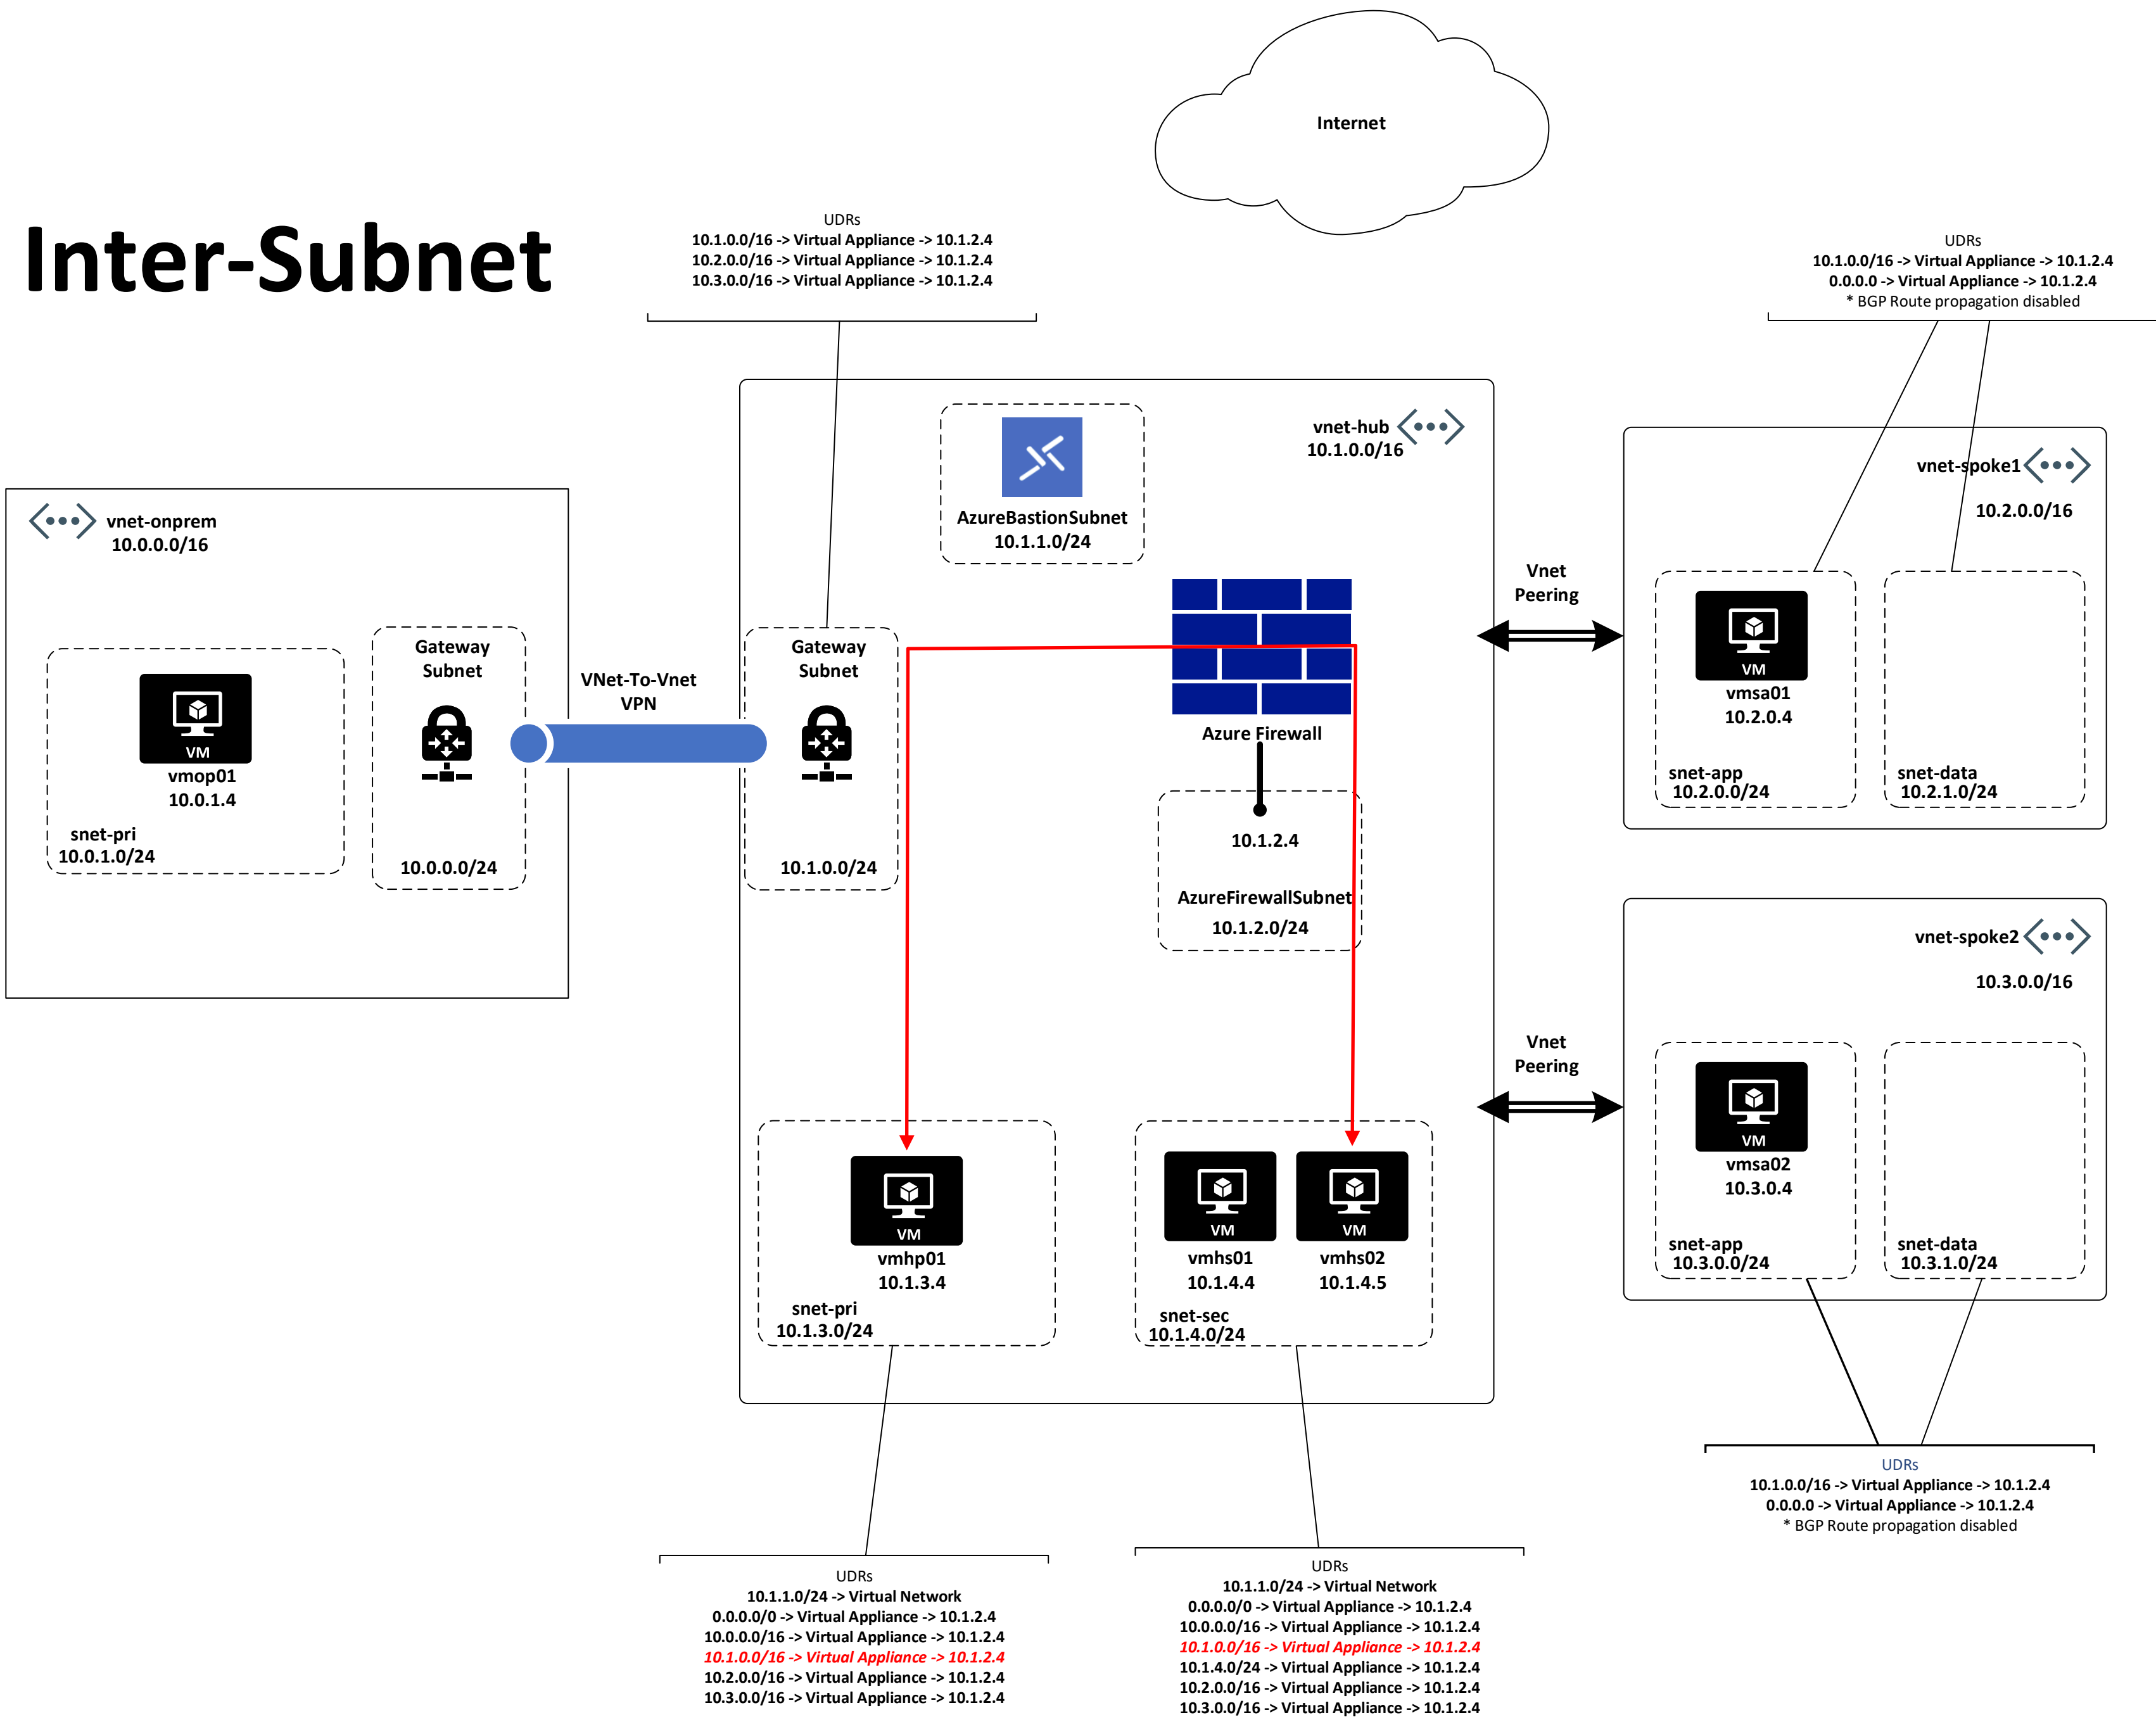 Internet
Inter-Subnet
UDRs
10.1.0.0/16 -> Virtual Appliance -> 10.1.2.4
10.2.0.0/16 -> Virtual Appliance -> 10.1.2.4
10.3.0.0/16 -> Virtual Appliance -> 10.1.2.4
UDRs
10.1.0.0/16 -> Virtual Appliance -> 10.1.2.4
0.0.0.0 -> Virtual Appliance -> 10.1.2.4
* BGP Route propagation disabled
vnet-onprem
10.0.0.0/16
VM
vmop01
10.0.1.4
snet-pri
10.0.1.0/24
Gateway
Subnet
10.0.0.0/24
VNet-To-Vnet
VPN
vnet-hub
10.1.0.0/16
AzureBastionSubnet
10.1.1.0/24
Gateway
Subnet
10.1.0.0/24
Azure Firewall
10.1.2.4
AzureFirewallSubnet
10.1.2.0/24
VM
vmhp01
10.1.3.4
snet-pri
10.1.3.0/24
VM
vmhs01
10.1.4.4
VM
vmhs02
10.1.4.5
snet-sec
10.1.4.0/24
Vnet
Peering
vnet-spoke1
10.2.0.0/16
VM
vmsa01
10.2.0.4
snet-app
10.2.0.0/24
snet-data
10.2.1.0/24
Vnet
Peering
vnet-spoke2
10.3.0.0/16
VM
vmsa02
10.3.0.4
snet-app
10.3.0.0/24
snet-data
10.3.1.0/24
UDRs
10.1.0.0/16 -> Virtual Appliance -> 10.1.2.4
0.0.0.0 -> Virtual Appliance -> 10.1.2.4
* BGP Route propagation disabled
UDRs
10.1.1.0/24 -> Virtual Network
0.0.0.0/0 -> Virtual Appliance -> 10.1.2.4
10.0.0.0/16 -> Virtual Appliance -> 10.1.2.4
10.1.0.0/16 -> Virtual Appliance -> 10.1.2.4
10.2.0.0/16 -> Virtual Appliance -> 10.1.2.4
10.3.0.0/16 -> Virtual Appliance -> 10.1.2.4
UDRs
10.1.1.0/24 -> Virtual Network
0.0.0.0/0 -> Virtual Appliance -> 10.1.2.4
10.0.0.0/16 -> Virtual Appliance -> 10.1.2.4
10.1.0.0/16 -> Virtual Appliance -> 10.1.2.4
10.1.4.0/24 -> Virtual Appliance -> 10.1.2.4
10.2.0.0/16 -> Virtual Appliance -> 10.1.2.4
10.3.0.0/16 -> Virtual Appliance -> 10.1.2.4